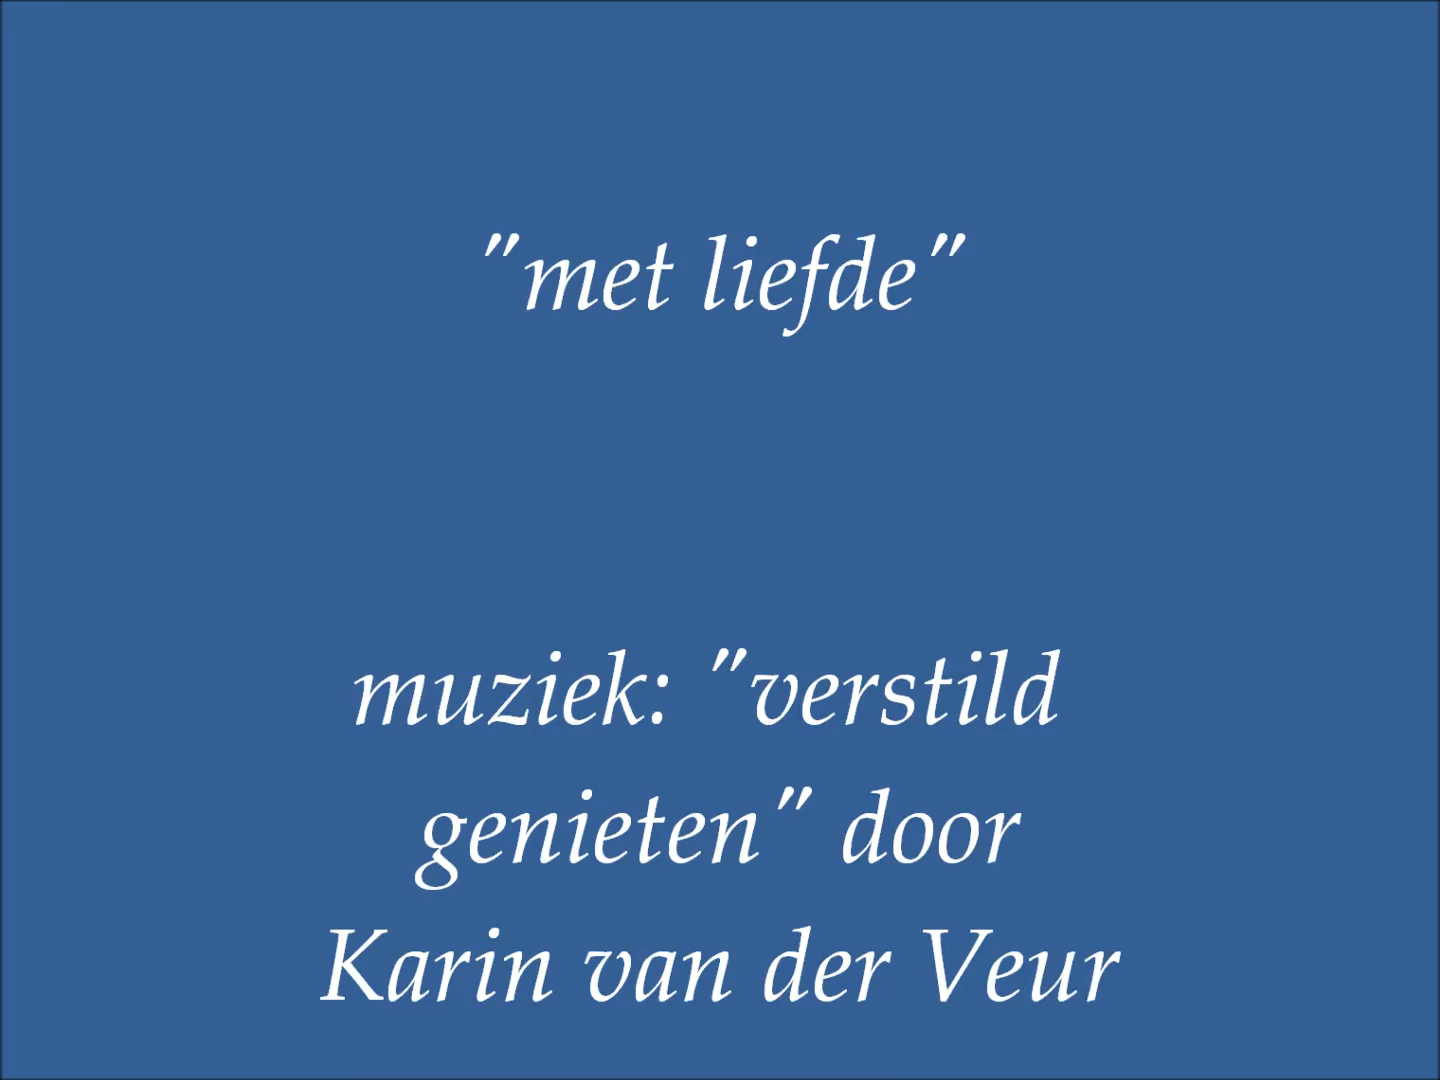 "met liefde"
muziek: "verstild
genieten" door
Karin van der Veur